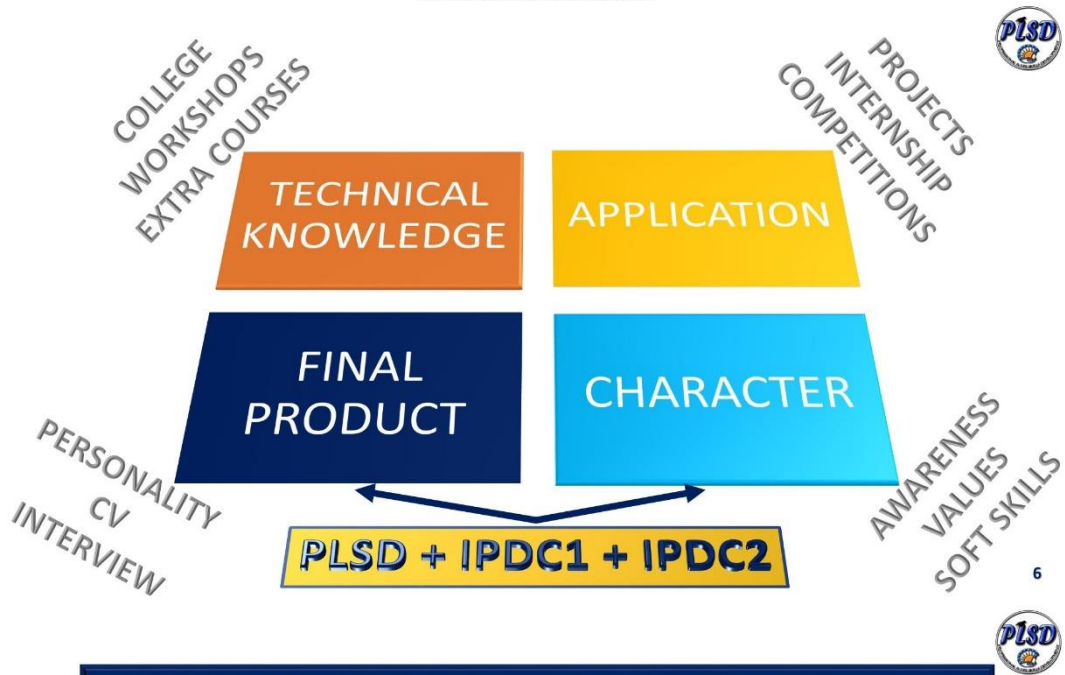 PLSD
COLLEGE
WORKSHOPS
EXTRA COURSES
PROJECTS
INTERNSHIP
COMPETITIONS
TECHNICAL
KNOWLEDGE
APPLICATION
FINAL
PRODUCT
CHARACTER
PERSONALITY
CV
INTERVIEW
AWARENESS
VALUES
SOFT SKILLS
PLSD + IPDC1 + IPDC2
6
PLSD